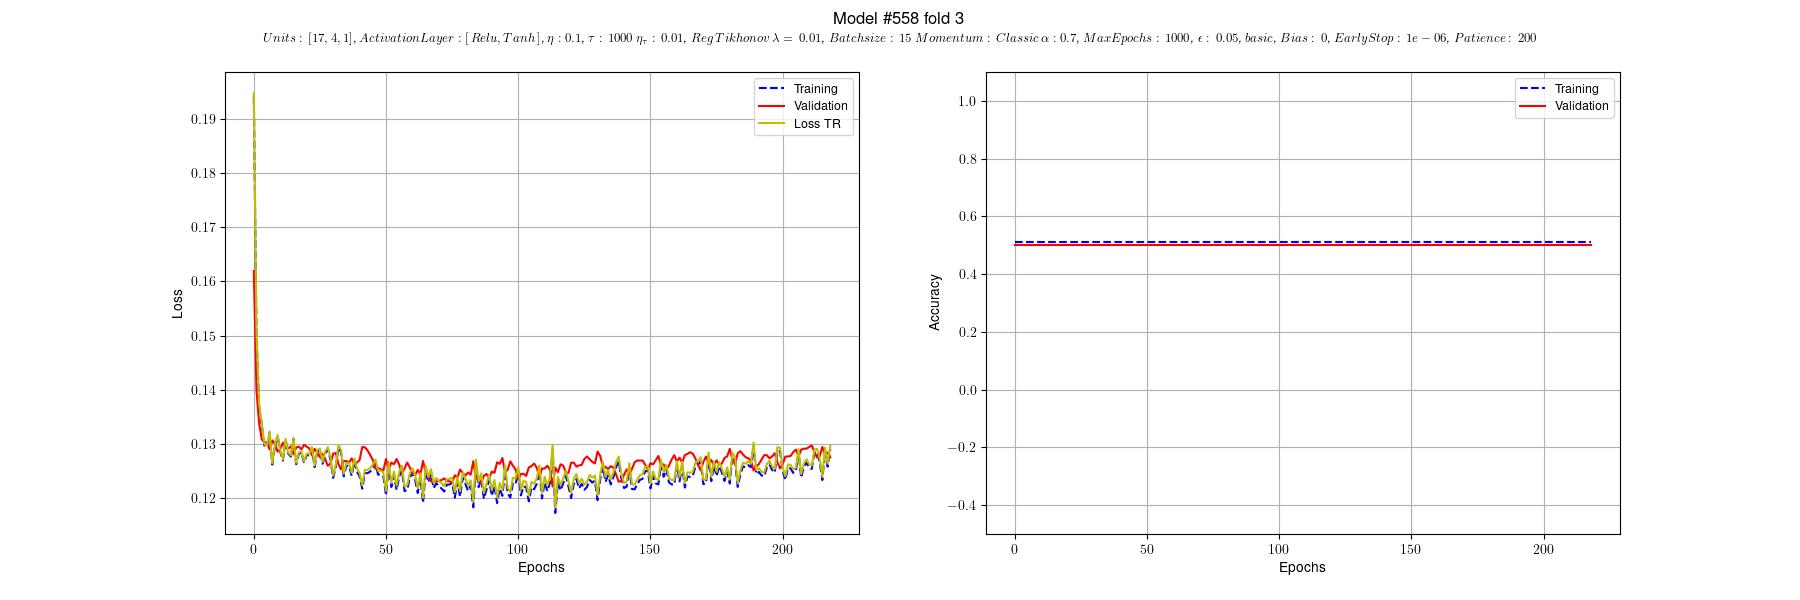 Model #558 fold 3
Units : [17, 4, 1], ActivationLayer : [ Relu, Tanh], η : 0.1, τ : 1000 η_τ : 0.01, RegTikhonov λ = 0.01, Batchsize : 15 Momentum : Classic α : 0.7, MaxEpochs : 1000, ϵ : 0.05, basic, Bias : 0, EarlyStop : 1e − 06, Patience : 200
Training
Validation
Loss TR
0.19
0.18
0.17
0.16
0.15
0.14
0.13
0.12
Loss
0
50
100
150
200
Epochs
Training
Validation
1.0
0.8
0.6
0.4
0.2
0.0
−0.2
−0.4
Accuracy
0
50
100
150
200
Epochs